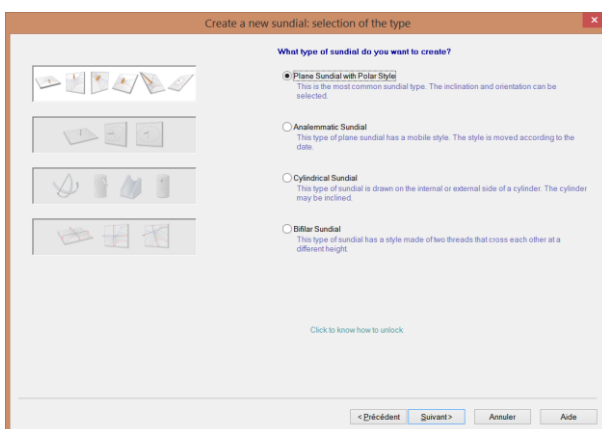 Create a new sundial: selection of the type
×
What type of sundial do you want to create?
Plane Sundial with Polar Style
This is the most common sundial type. The inclination and orientation can be
selected.
Analemmatic Sundial
This type of plane sundial has a mobile style. The style is moved according to the
date.
Cylindrical Sundial
This type of sundial is drawn on the internal or external side of a cylinder. The cylinder
may be inclined.
Bifilar Sundial
This type of sundial has a style made of two threads that cross each other at a
different height.
Click to know how to unlock
< Précédent Suivant > Annuler Aide